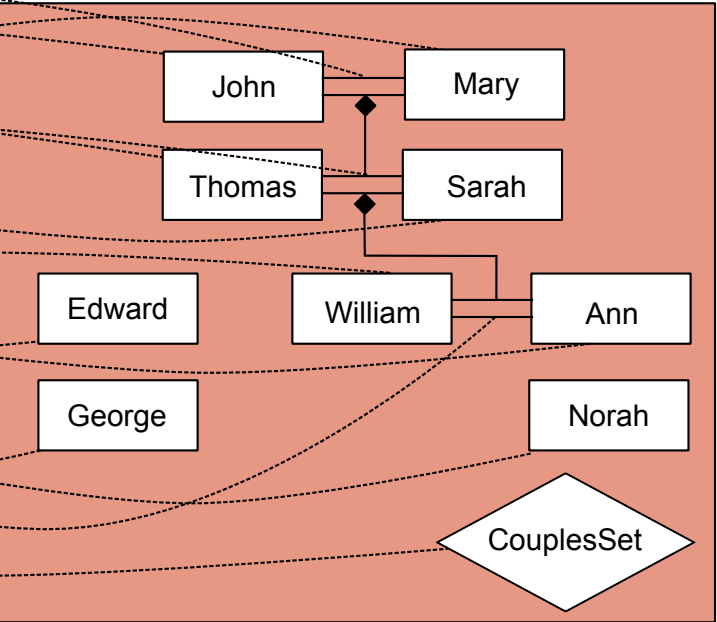 John
Mary
Thomas
Sarah
William
Ann
Edward
George
Norah
CouplesSet